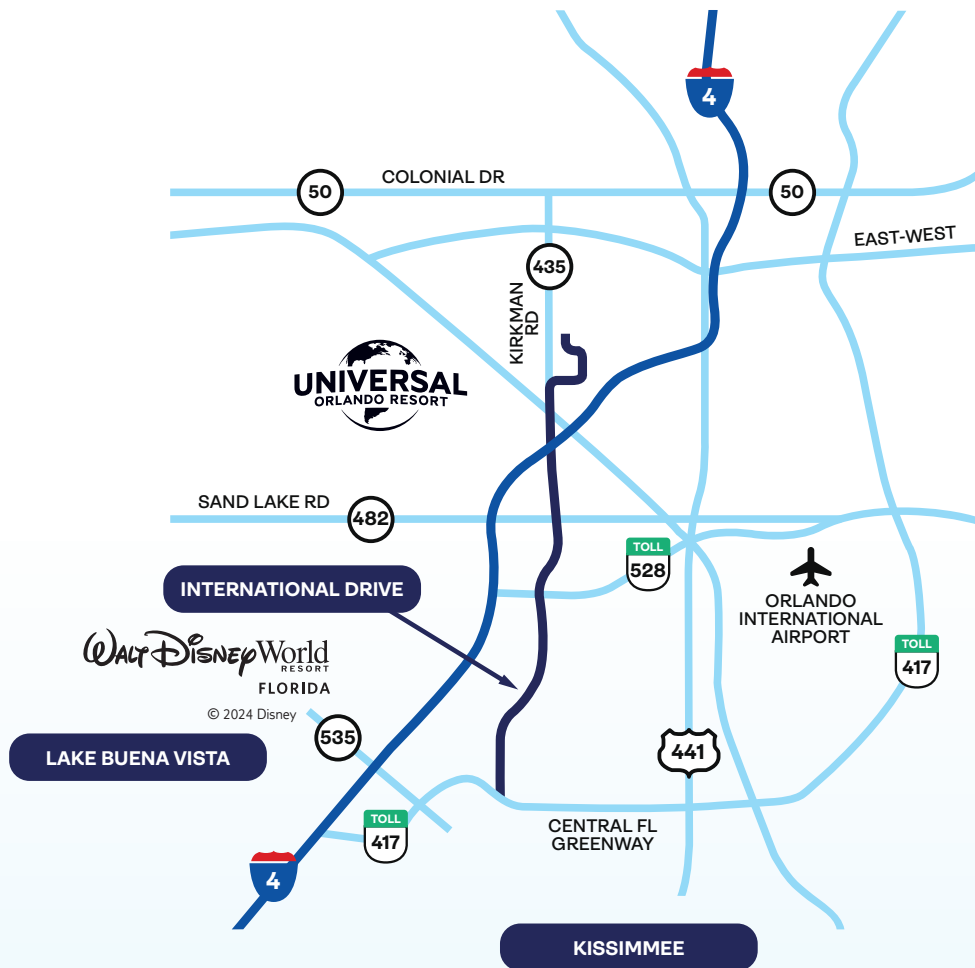 4
COLONIAL DR
50
50
EAST-WEST
435
KIRKMAN
RD
UNIVERSAL
ORLANDO RESORT
SAND LAKE RD
482
TOLL
528
INTERNATIONAL DRIVE
ORLANDO
INTERNATIONAL
AIRPORT
Walt Disney World
RESORT
FLORIDA
© 2024 Disney
TOLL
417
535
LAKE BUENA VISTA
441
TOLL
417
CENTRAL FL
GREENWAY
4
KISSIMMEE